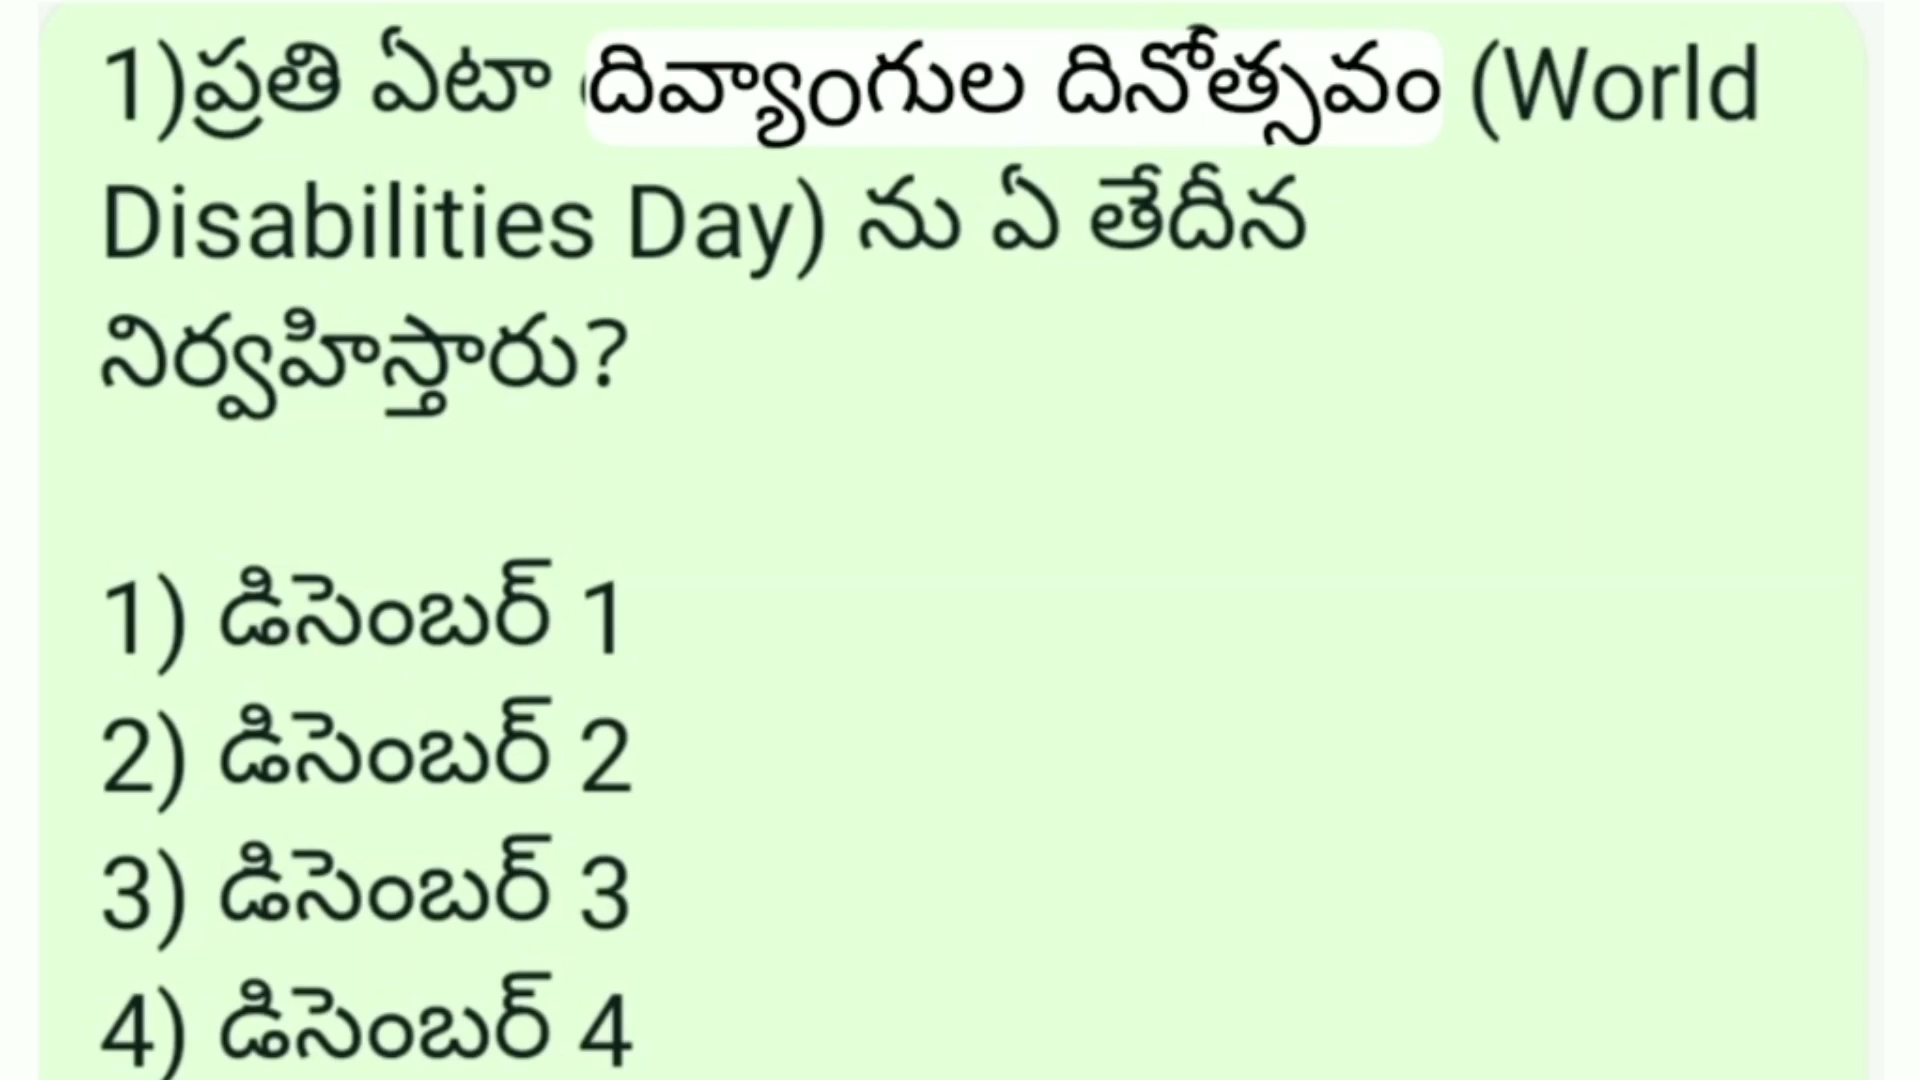 1)ప్రతి ఏటా దివ్యాంగుల దినోత్సవం (World
Disabilities Day) ను ఏ తేదీన
నిర్వహిస్తారు?
1) డిసెంబర్ 1
2) డిసెంబర్ 2
3) డిసెంబర్ 3
4) డిసెంబర్ 4